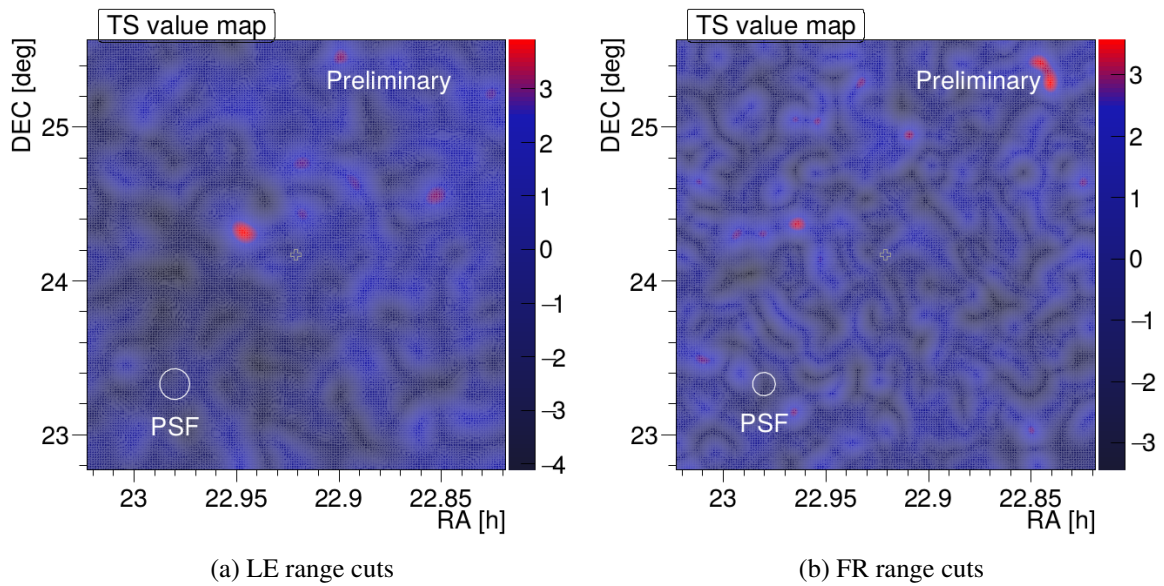 TS value map
DEC [deg]
Preliminary
PSF
25
24
23
23
22.95
22.9
22.85
RA [h]
3
2
1
0
−1
−2
−3
−4
(a) LE range cuts
TS value map
DEC [deg]
Preliminary
PSF
25
24
23
23
22.95
22.9
22.85
RA [h]
3
2
1
0
−1
−2
−3
(b) FR range cuts